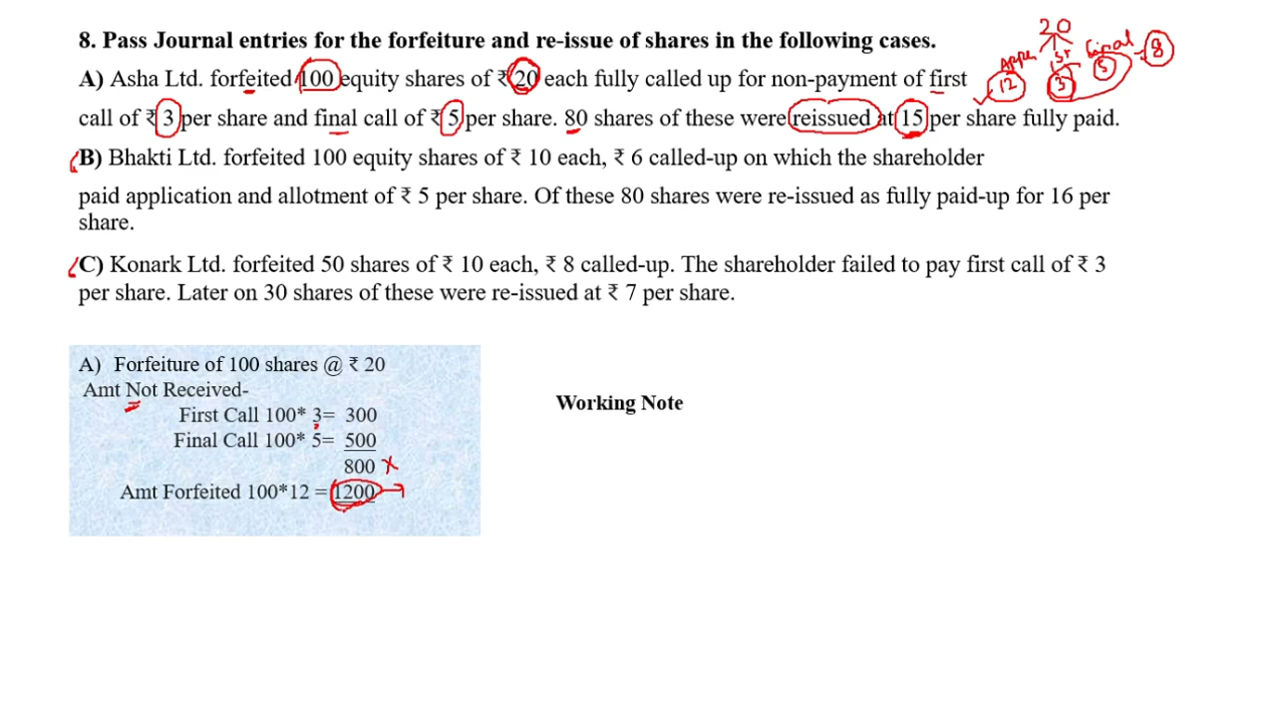 8. Pass Journal entries for the forfeiture and re-issue of shares in the following cases.
A) Asha Ltd. forfeited 100 equity shares of ₹ 20 each fully called up for non-payment of first
call of ₹ 3 per share and final call of ₹ 5 per share. 80 shares of these were reissued at 15 per share fully paid.
(B) Bhakti Ltd. forfeited 100 equity shares of ₹ 10 each, ₹ 6 called-up on which the shareholder
paid application and allotment of ₹ 5 per share. Of these 80 shares were re-issued as fully paid-up for 16 per
share.
(C) Konark Ltd. forfeited 50 shares of ₹ 10 each, ₹ 8 called-up. The shareholder failed to pay first call of ₹ 3
per share. Later on 30 shares of these were re-issued at ₹ 7 per share.
20
1st final 8
12 3 5
A) Forfeiture of 100 shares @ ₹ 20
Amt Not Received-
First Call 100* 3= 300
Final Call 100* 5= 500
800 X
Amt Forfeited 100*12 = 1200
Working Note